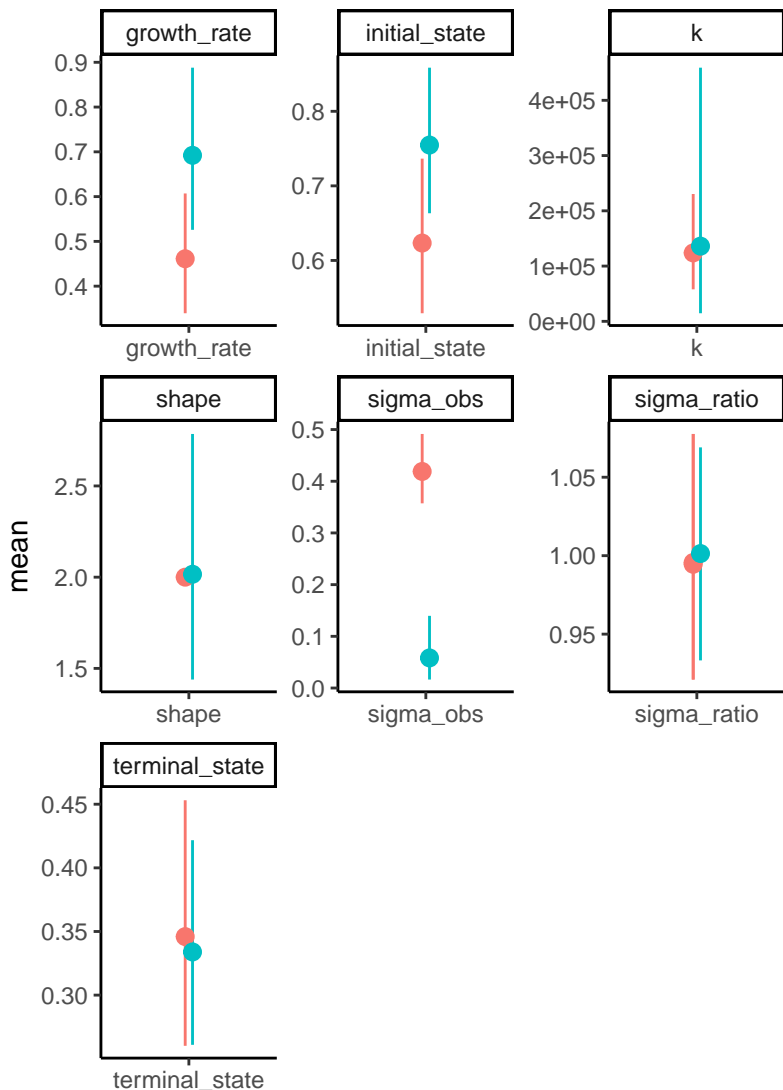 growth_rate
initial_state
k
0.9
0.8
0.7
0.6
0.5
0.4
growth_rate
0.8
0.7
0.6
initial_state
4e+05
3e+05
2e+05
1e+05
0e+00
k
shape
sigma_obs
sigma_ratio
mean
2.5
2.0
1.5
shape
0.5
0.4
0.3
0.2
0.1
0.0
sigma_obs
1.05
1.00
0.95
sigma_ratio
terminal_state
0.45
0.40
0.35
0.30
terminal_state